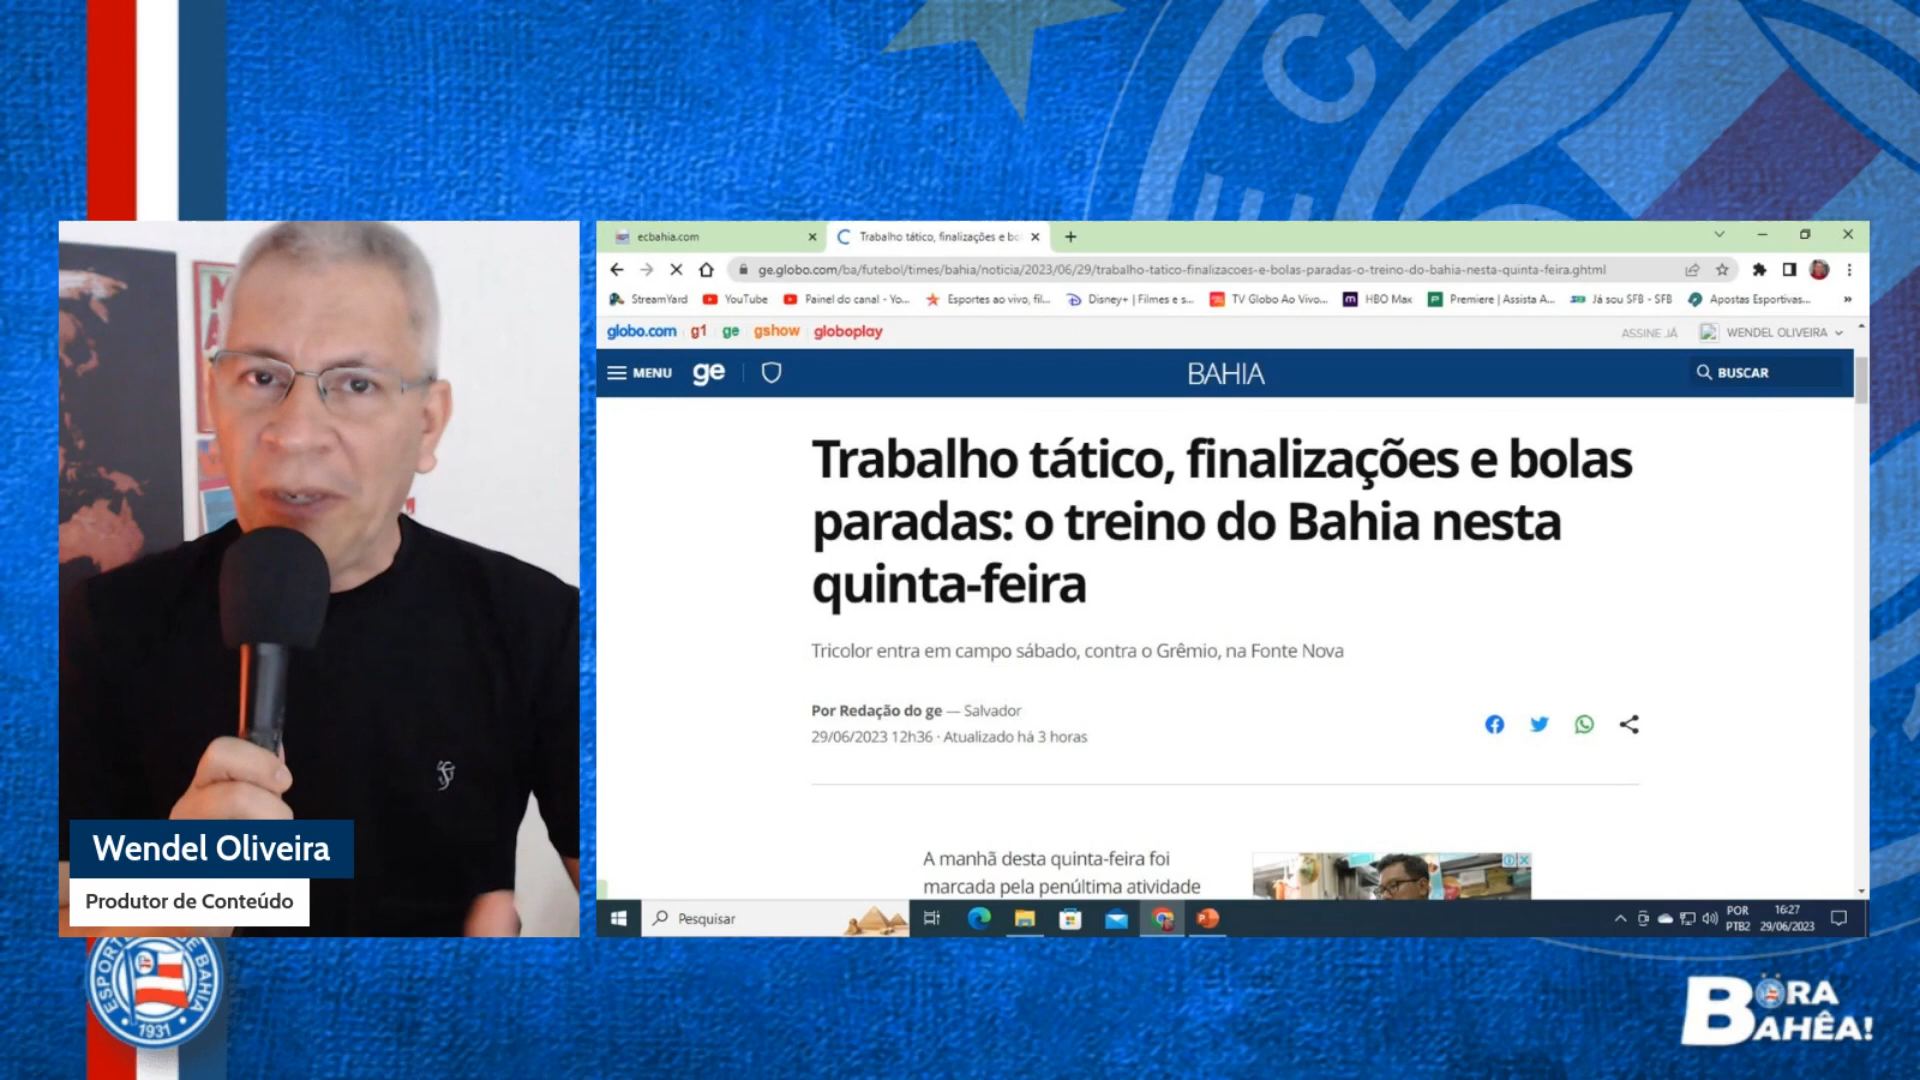 ecbahia.com
Trabalho tático, finalizações e bo
ge.globo.com/ba/futebol/times/bahia/noticia/2023/06/29/trabalho-tatico-finalizacoes-e-bolas-paradas-o-treino-do-bahia-nesta-quinta-feira.ghtml
StreamYard YouTube Painel do canal - Yo... Esportes ao vivo, fil... Disney+ | Filmes e s... TV Globo Ao Vivo... HBO Max Premiere | Assista A... Já sou SFB - SFB Apostas Esportivas... »
globo.com g1 ge gshow globoplay ASSINE JÁ WENDEL OLIVEIRA
MENU ge BAHIA BUSCAR
Trabalho tático, finalizações e bolas
paradas: o treino do Bahia nesta
quinta-feira
Tricolor entra em campo sábado, contra o Grêmio, na Fonte Nova
Por Redação do ge — Salvador
29/06/2023 12h36 · Atualizado há 3 horas
A manhã desta quinta-feira foi
marcada pela penúltima atividade
Pesquisar
POR
PTB2
16:27
29/06/2023
Wendel Oliveira
Produtor de Conteúdo
ESPORTE CLUBE BAHIA
1931
BORA
BAHÊA!